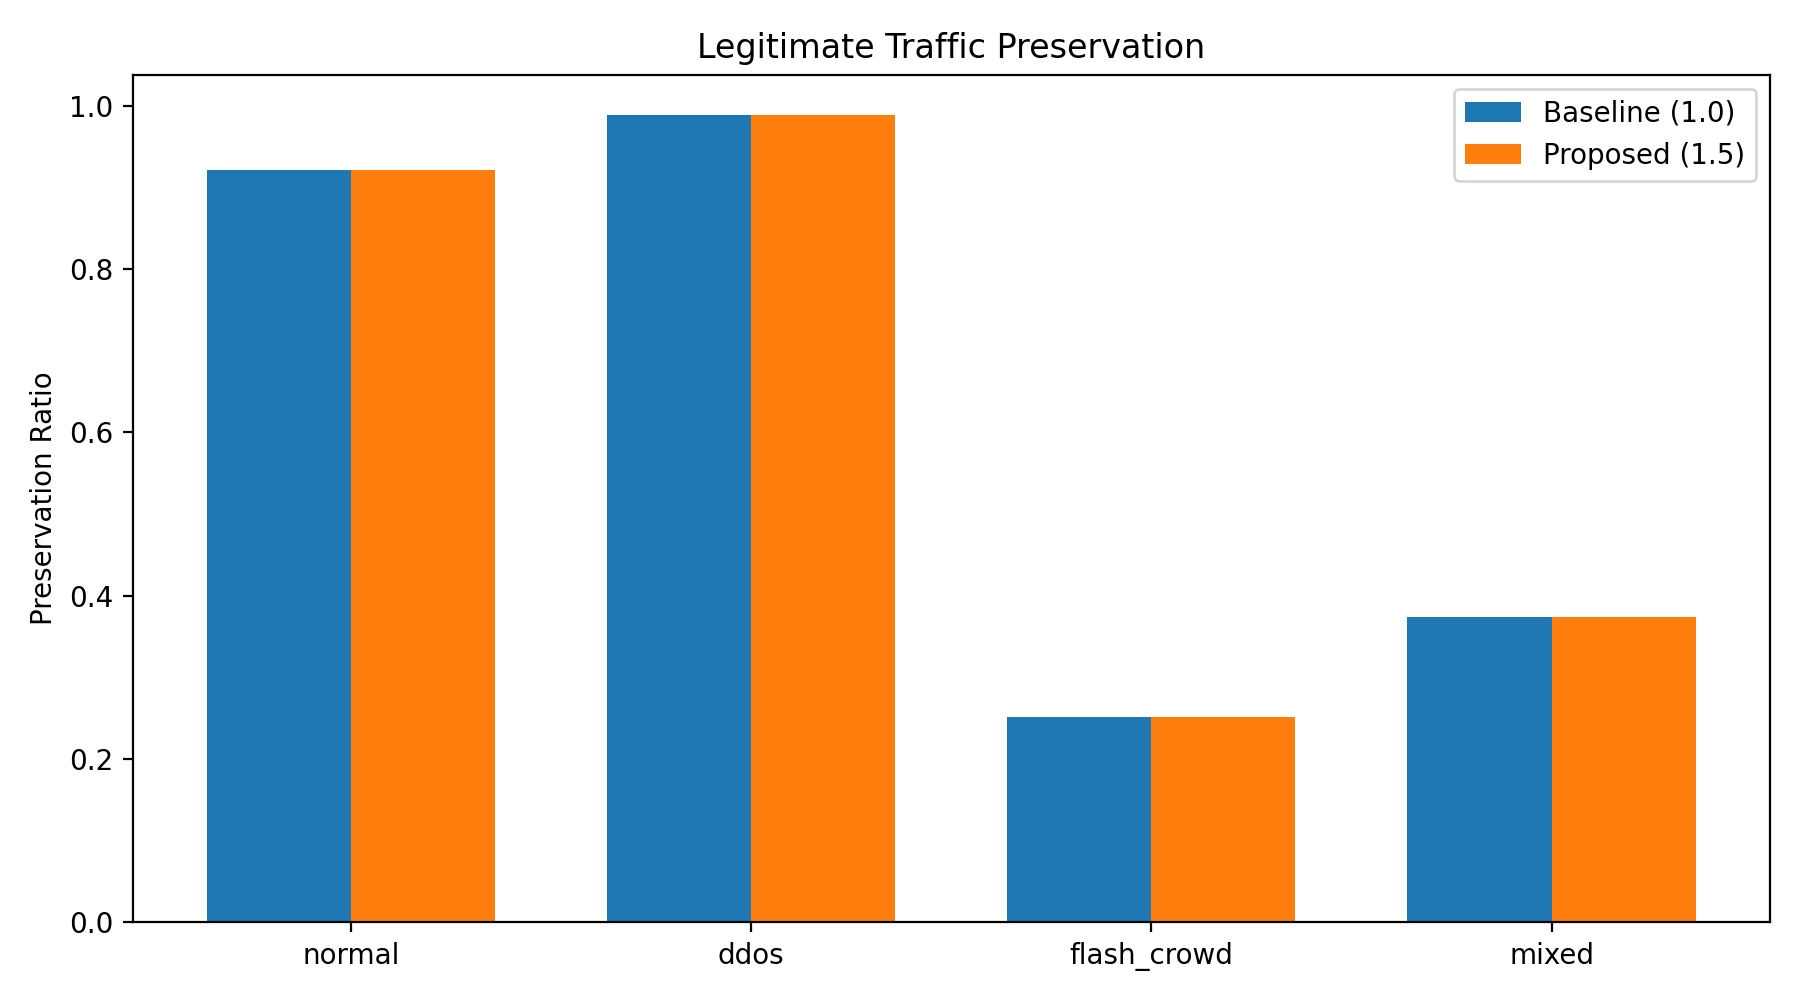 Legitimate Traffic Preservation
Baseline (1.0)
Proposed (1.5)
Preservation Ratio
1.0
0.8
0.6
0.4
0.2
0.0
normal
ddos
flash_crowd
mixed